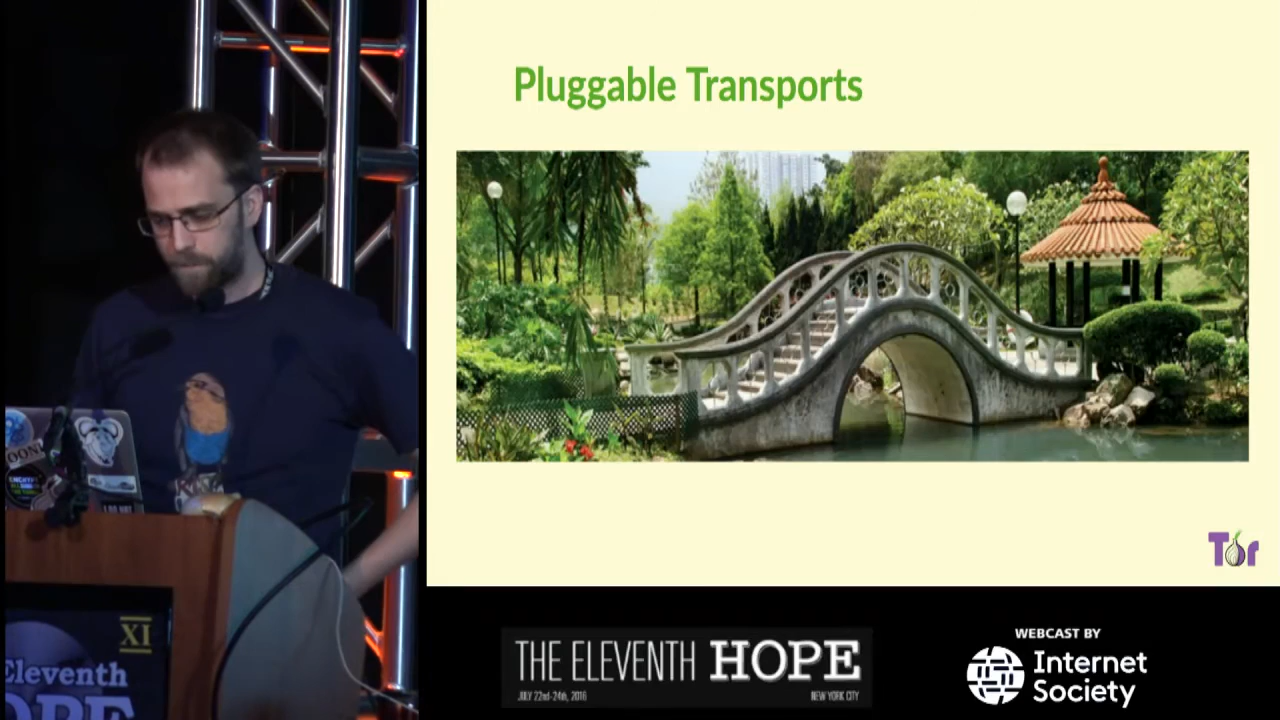 Pluggable Transports
Tor
XI
Eleventh
HOPE
THE ELEVENTH HOPE
JULY 22nd-24th, 2016
NEW YORK CITY
WEBCAST BY
Internet
Society